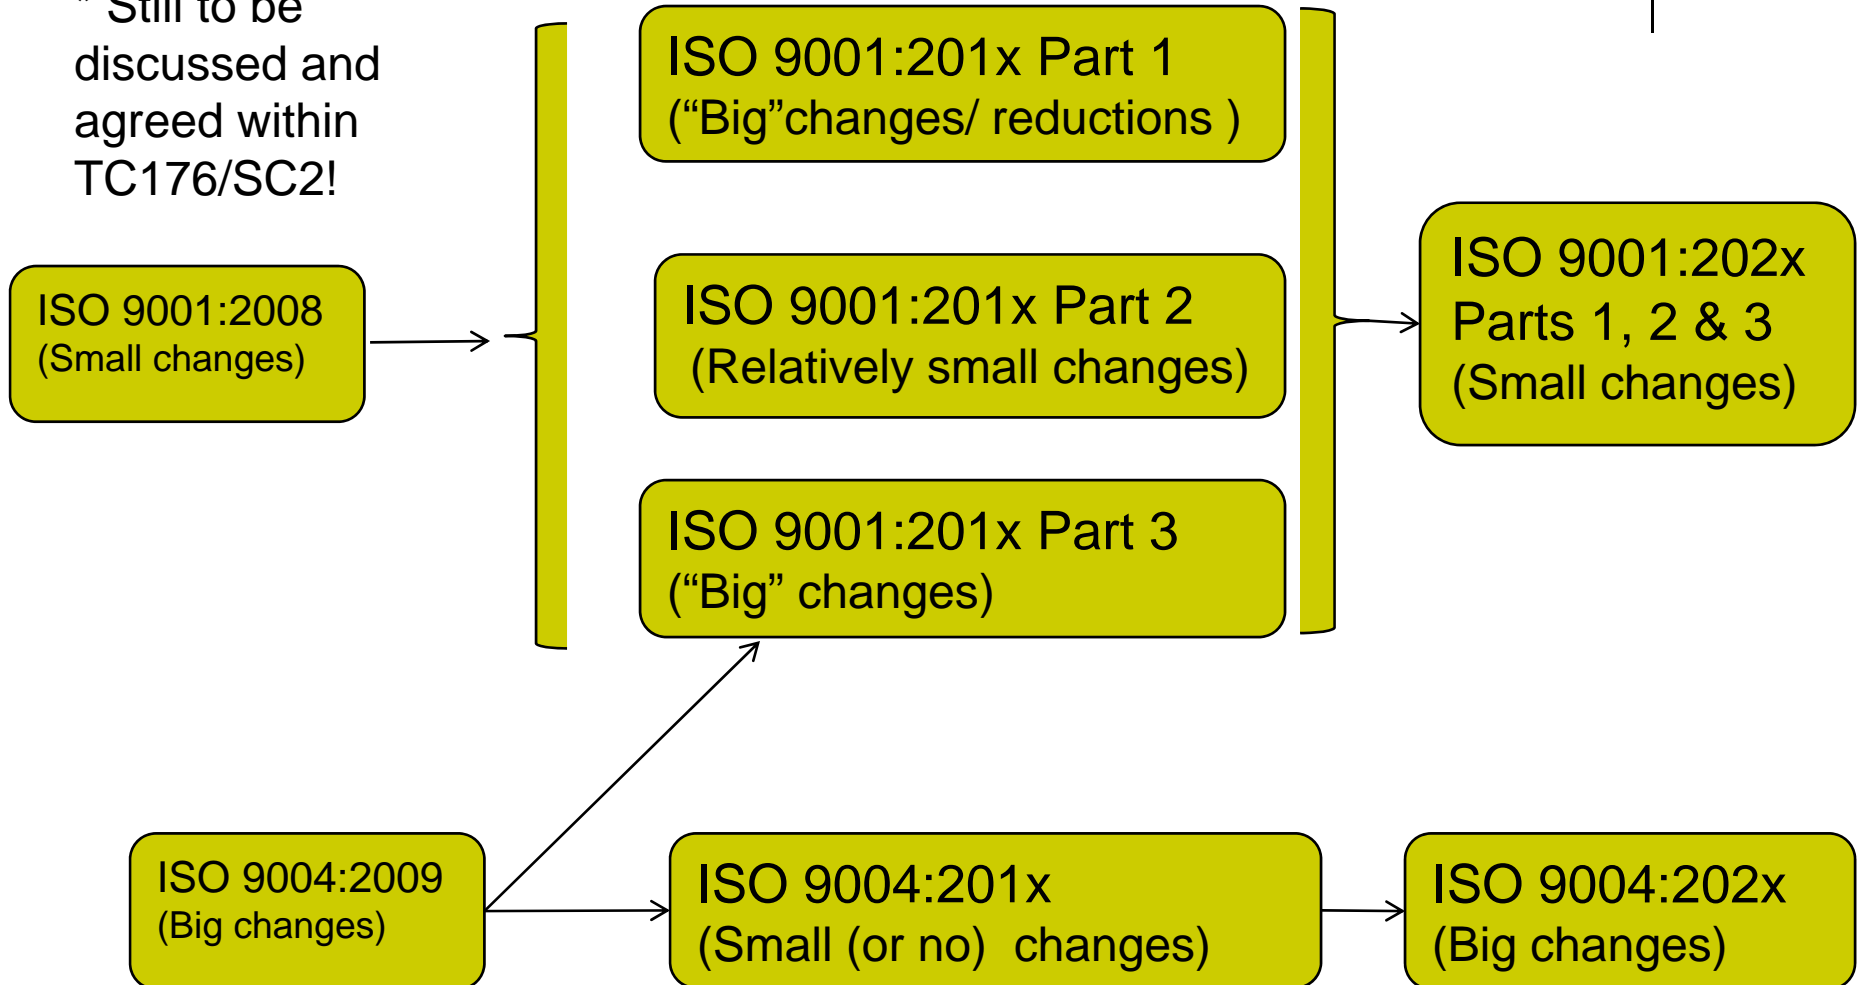 * Still to be
discussed and
agreed within
TC176/SC2!
ISO 9001:2008
(Small changes)
ISO 9001:201x Part 1
(“Big”changes/ reductions )
ISO 9001:201x Part 2
(Relatively small changes)
ISO 9001:201x Part 3
(“Big” changes)
ISO 9001:202x
Parts 1, 2 & 3
(Small changes)
ISO 9004:2009
(Big changes)
ISO 9004:201x
(Small (or no) changes)
ISO 9004:202x
(Big changes)